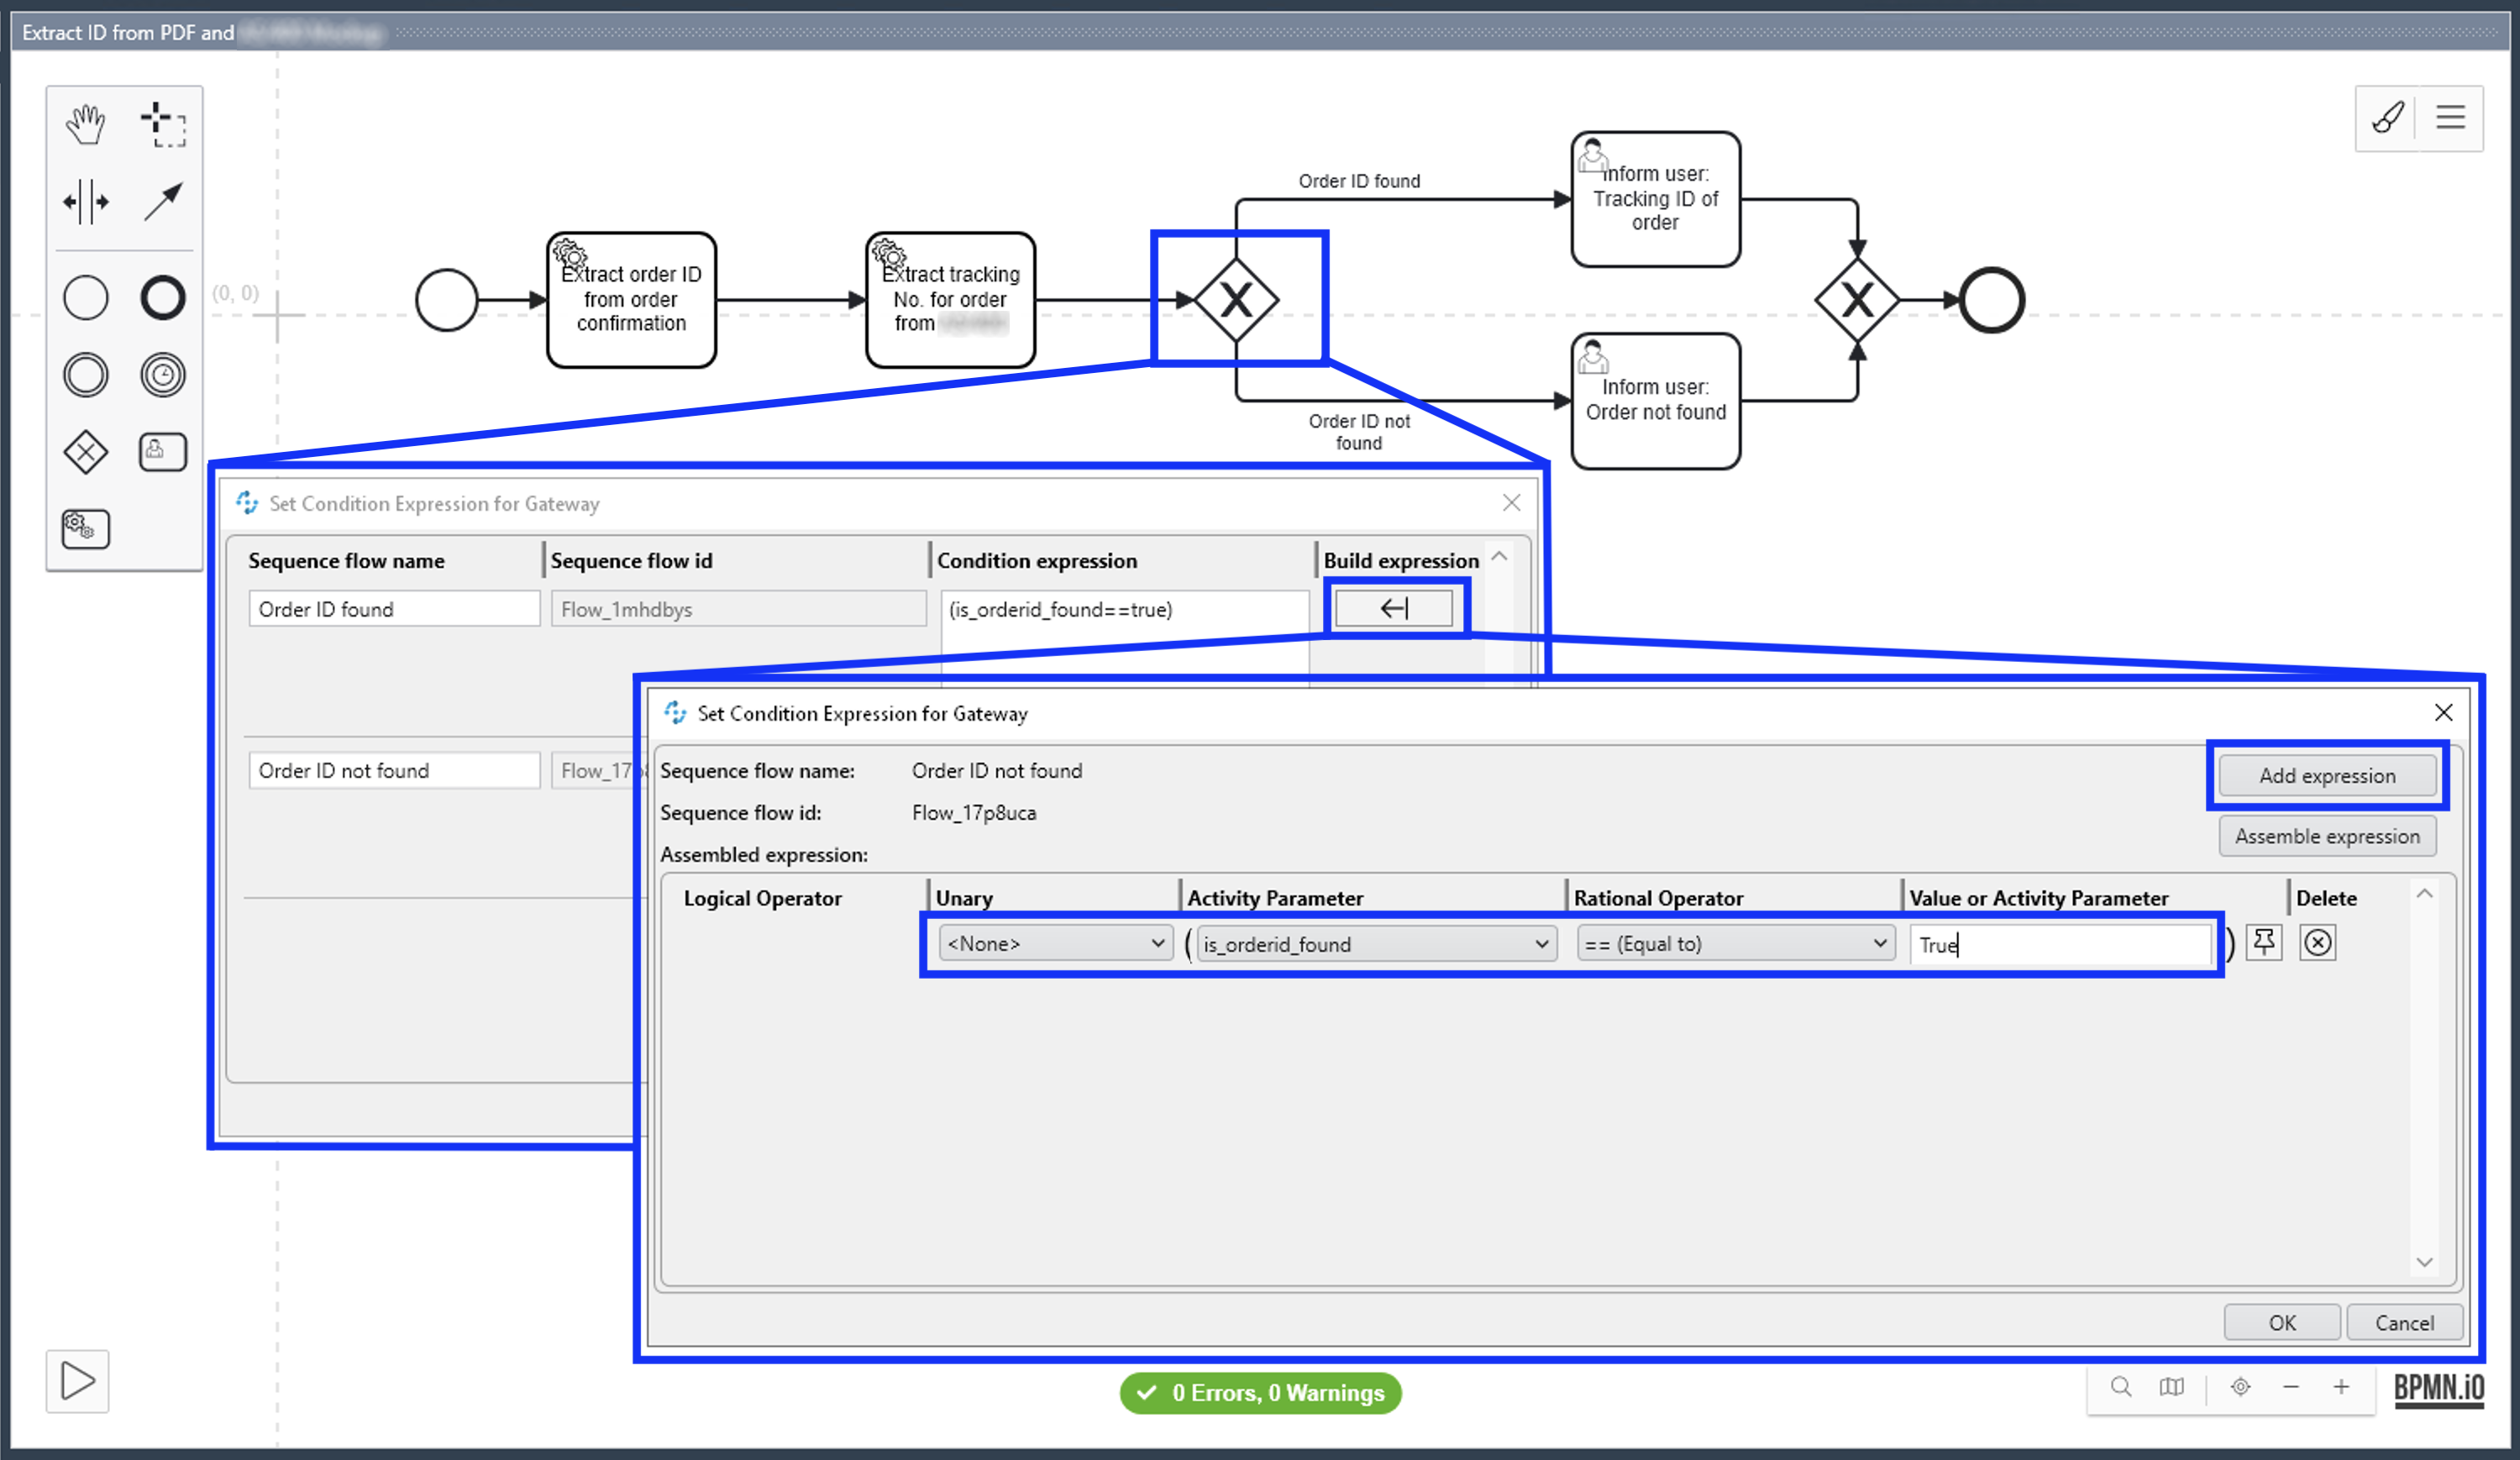 Extract ID from PDF and
(0, 0)
Extract order ID
from order
confirmation
Extract tracking
No. for order
from
Order ID found
Order ID not
found
Inform user:
Tracking ID of
order
Inform user:
Order not found
Set Condition Expression for Gateway
Sequence flow name
Sequence flow id
Condition expression
Build expression
Order ID found
Flow_1mhdbys
(is_orderid_found==true)
Order ID not found
Flow_17p8
Set Condition Expression for Gateway
Sequence flow name:
Order ID not found
Add expression
Sequence flow id:
Flow_17p8uca
Assemble expression
Assembled expression:
Logical Operator
Unary
Activity Parameter
Rational Operator
Value or Activity Parameter
Delete
<None>
(
is_orderid_found
== (Equal to)
True
)
OK
Cancel
0 Errors, 0 Warnings
BPMN.iO